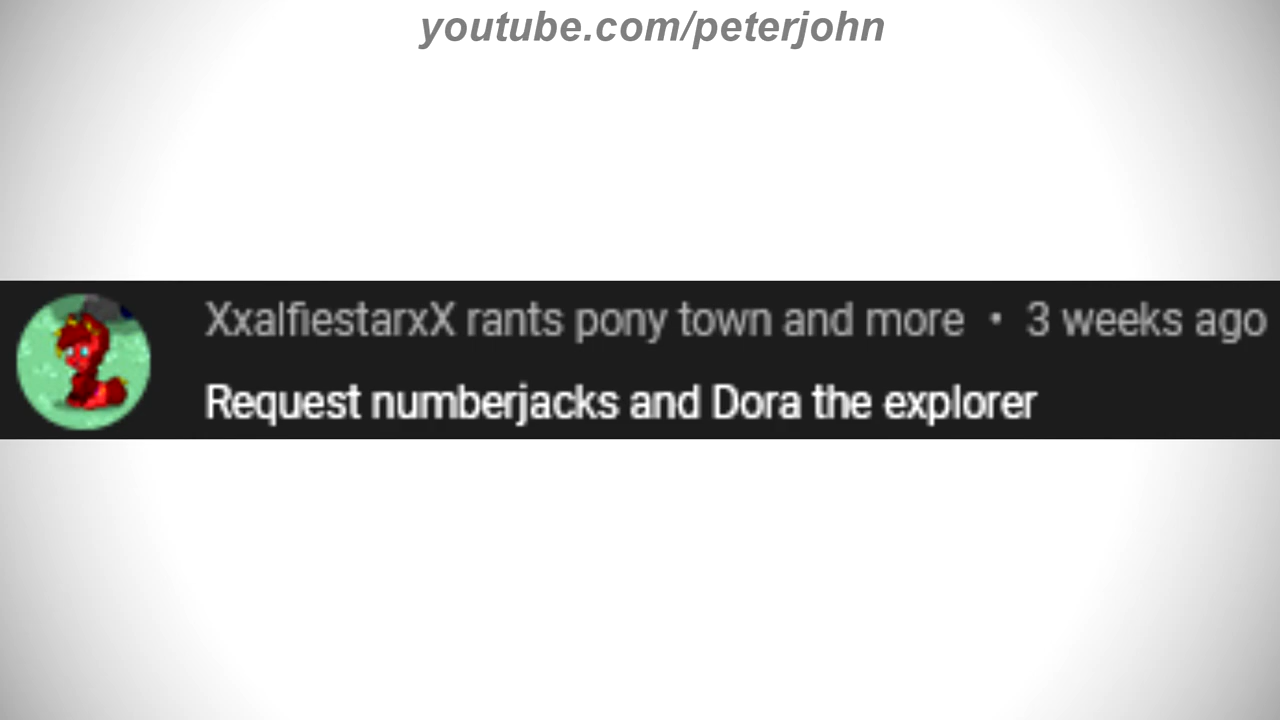 youtube.com/peterjohn
XxalfiestarxX rants pony town and more • 3 weeks ago
Request numberjacks and Dora the explorer